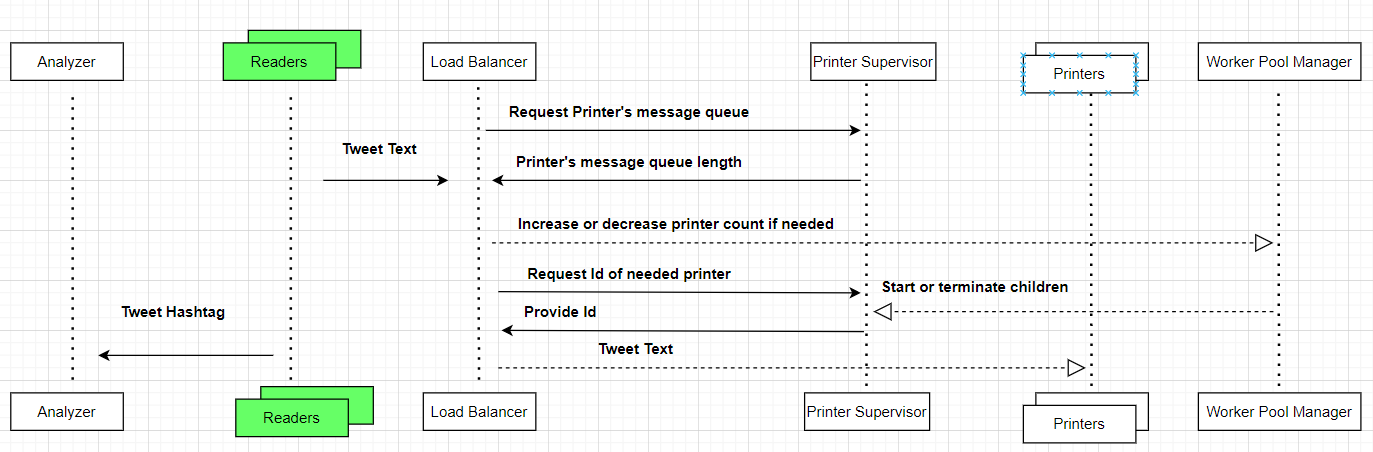 Analyzer
Readers
Load Balancer
Printer Supervisor
Printers
Worker Pool Manager
Request Printer's message queue
Tweet Text
Printer's message queue length
Increase or decrease printer count if needed
Request Id of needed printer
Start or terminate children
Tweet Hashtag
Provide Id
Tweet Text
Analyzer
Readers
Load Balancer
Printer Supervisor
Printers
Worker Pool Manager